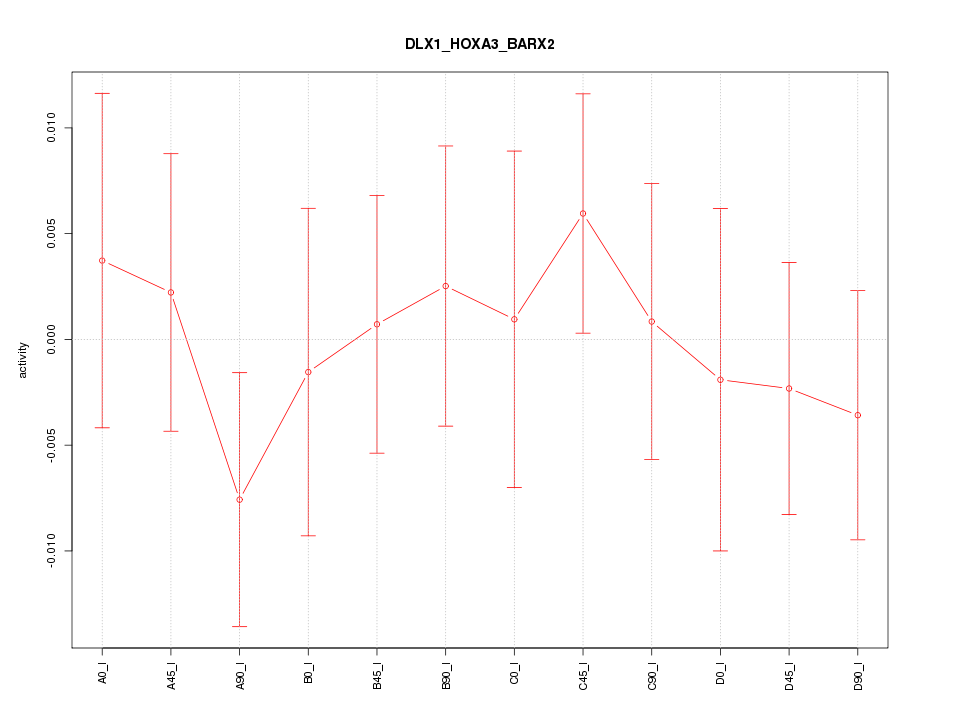 DLX1_HOXA3_BARX2
activity
0.010
0.005
0.000
-0.005
-0.010
A0_I
A45_I
A90_I
B0_I
B45_I
B90_I
C0_I
C45_I
C90_I
D0_I
D45_I
D90_I